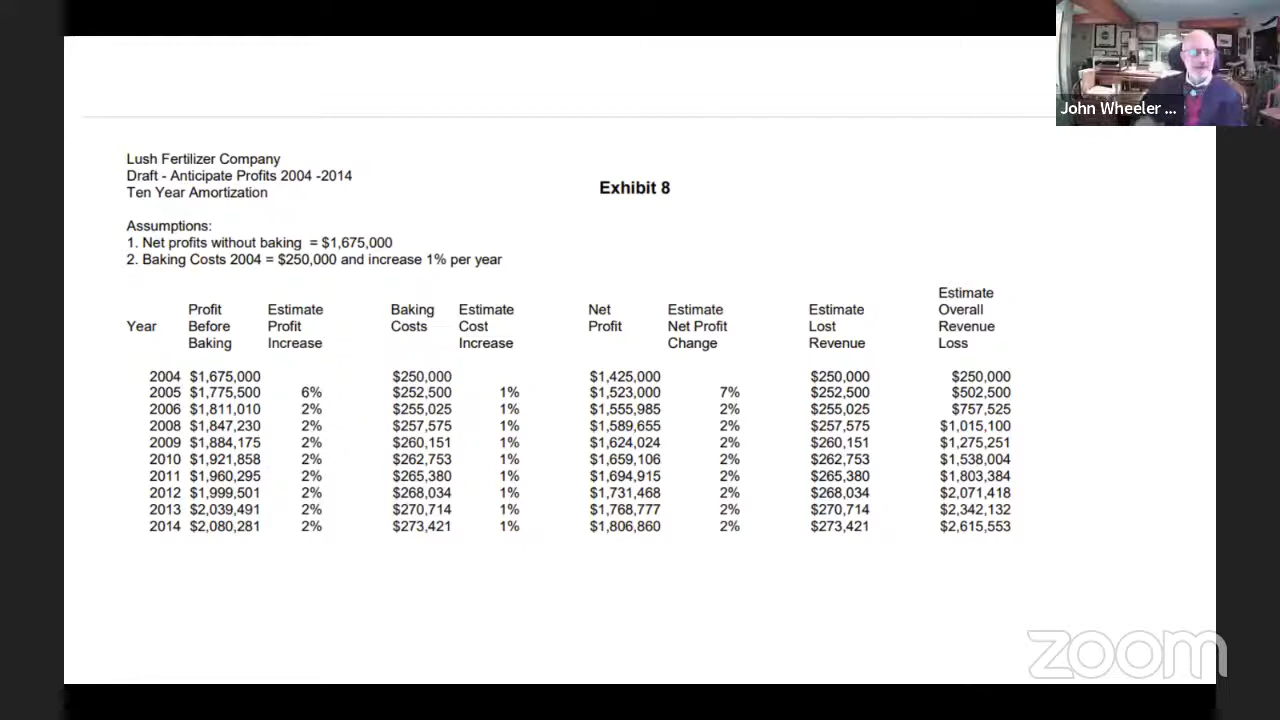 John Wheeler ...
Lush Fertilizer Company
Draft - Anticipate Profits 2004 -2014
Ten Year Amortization
Exhibit 8
Assumptions:
1. Net profits without baking = $1,675,000
2. Baking Costs 2004 = $250,000 and increase 1% per year
Estimate
Profit Estimate Baking Estimate Net Estimate Estimate Overall
Year Before Profit Costs Cost Profit Net Profit Lost Revenue
Baking Increase Increase Change Revenue Loss
2004 $1,675,000 $250,000 $1,425,000 $250,000 $250,000
2005 $1,775,500 6% $252,500 1% $1,523,000 7% $252,500 $502,500
2006 $1,811,010 2% $255,025 1% $1,555,985 2% $255,025 $757,525
2008 $1,847,230 2% $257,575 1% $1,589,655 2% $257,575 $1,015,100
2009 $1,884,175 2% $260,151 1% $1,624,024 2% $260,151 $1,275,251
2010 $1,921,858 2% $262,753 1% $1,659,106 2% $262,753 $1,538,004
2011 $1,960,295 2% $265,380 1% $1,694,915 2% $265,380 $1,803,384
2012 $1,999,501 2% $268,034 1% $1,731,468 2% $268,034 $2,071,418
2013 $2,039,491 2% $270,714 1% $1,768,777 2% $270,714 $2,342,132
2014 $2,080,281 2% $273,421 1% $1,806,860 2% $273,421 $2,615,553
zoom